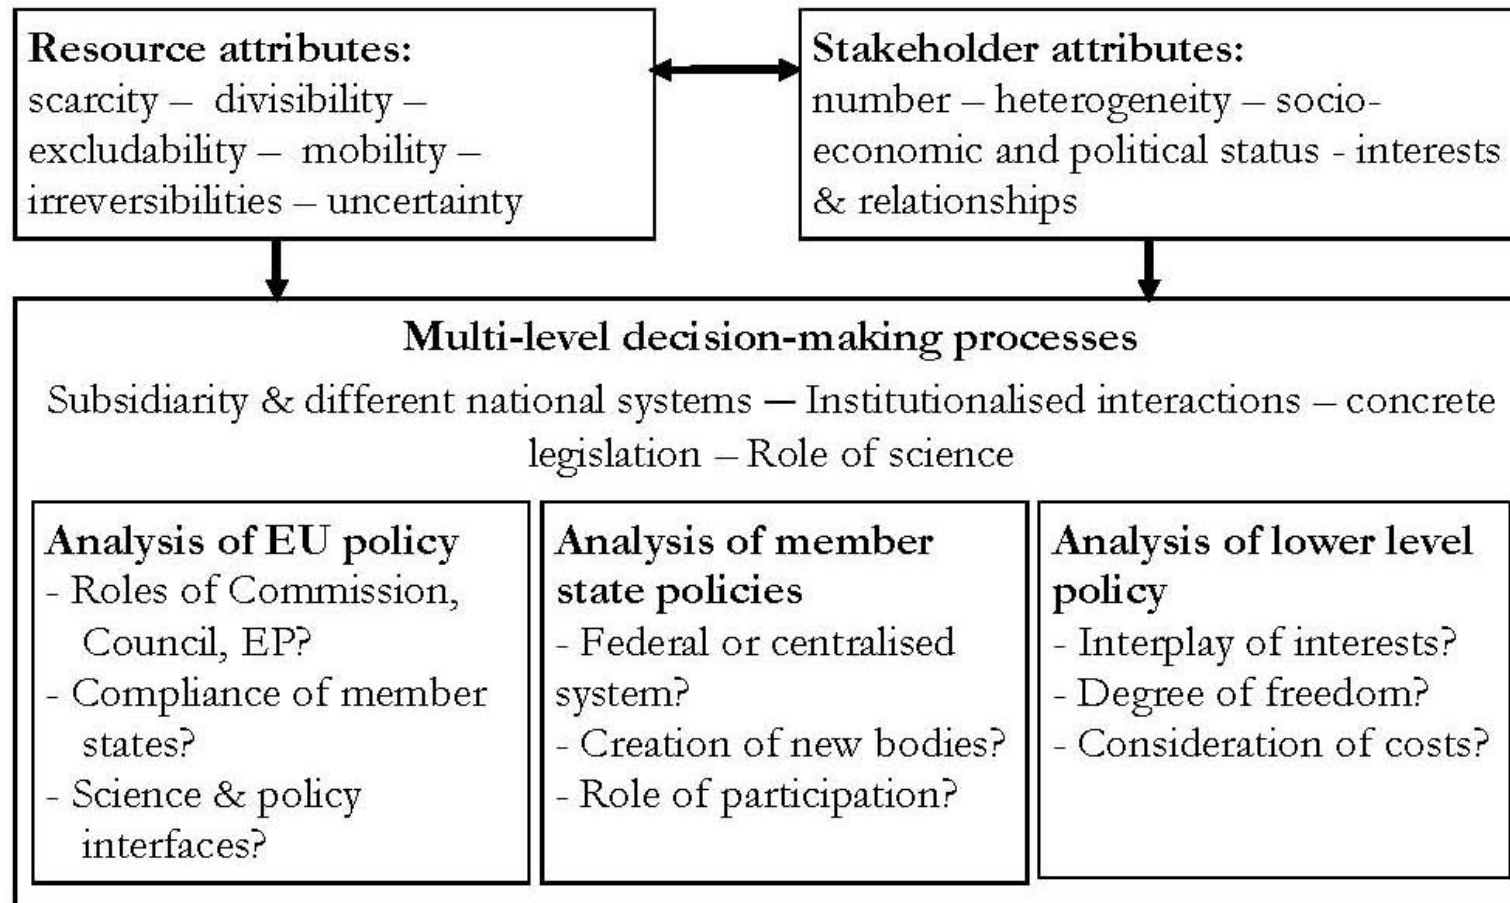 Resource attributes:
scarcity – divisibility –
excludability – mobility –
irreversibilities – uncertainty
Stakeholder attributes:
number – heterogeneity – socio-
economic and political status - interests
& relationships
Multi-level decision-making processes
Subsidiarity & different national systems — Institutionalised interactions – concrete
legislation – Role of science
Analysis of EU policy
- Roles of Commission,
Council, EP?
- Compliance of member
states?
- Science & policy
interfaces?
Analysis of member
state policies
- Federal or centralised
system?
- Creation of new bodies?
- Role of participation?
Analysis of lower level
policy
- Interplay of interests?
- Degree of freedom?
- Consideration of costs?